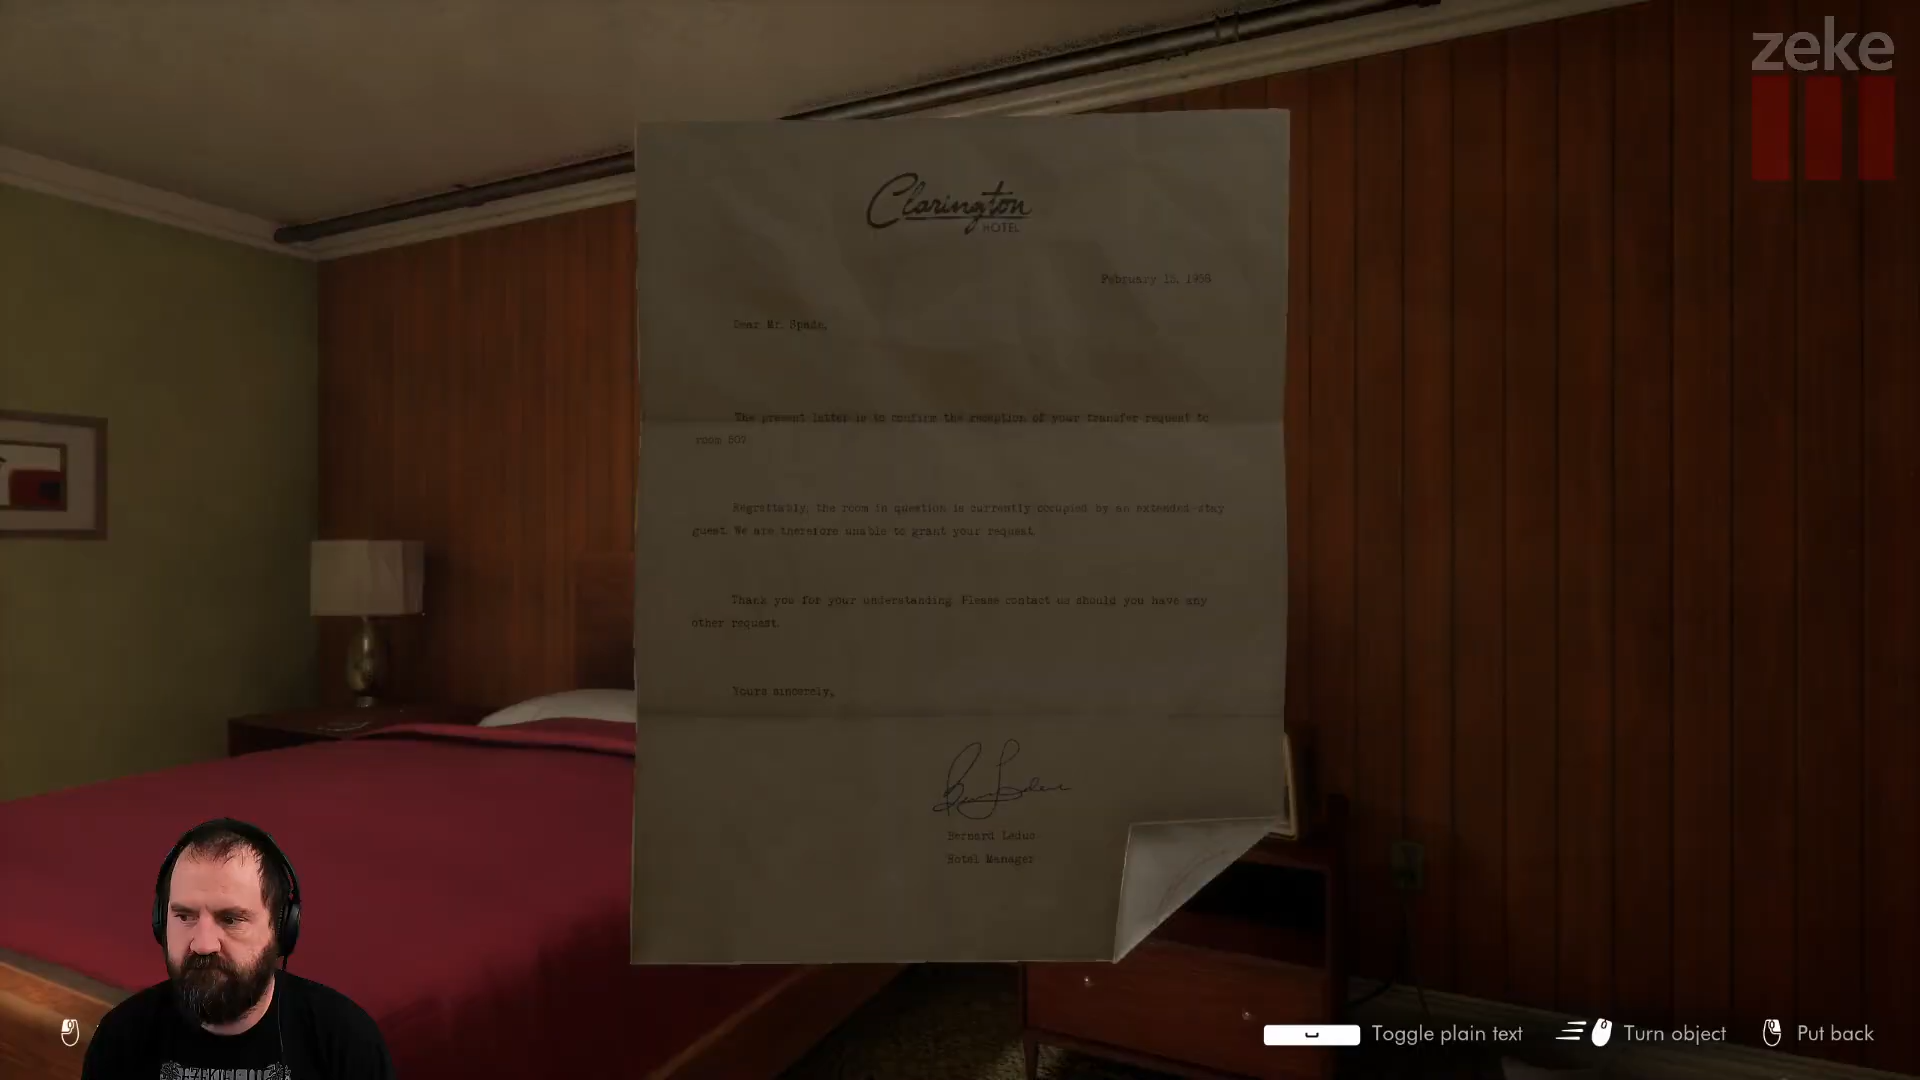 zeke
III
Clarington
HOTEL
February 15, 1958
Dear Mr. Spade,
The present letter is to confirm the reception of your transfer request to
room 509.
Regrettably, the room in question is currently occupied by an extended-stay
guest. We are therefore unable to grant your request.
Thank you for your understanding. Please contact us should you have any
other request.
Yours sincerely,
Bernard Leduc
Hotel Manager
Toggle plain text
Turn object
Put back